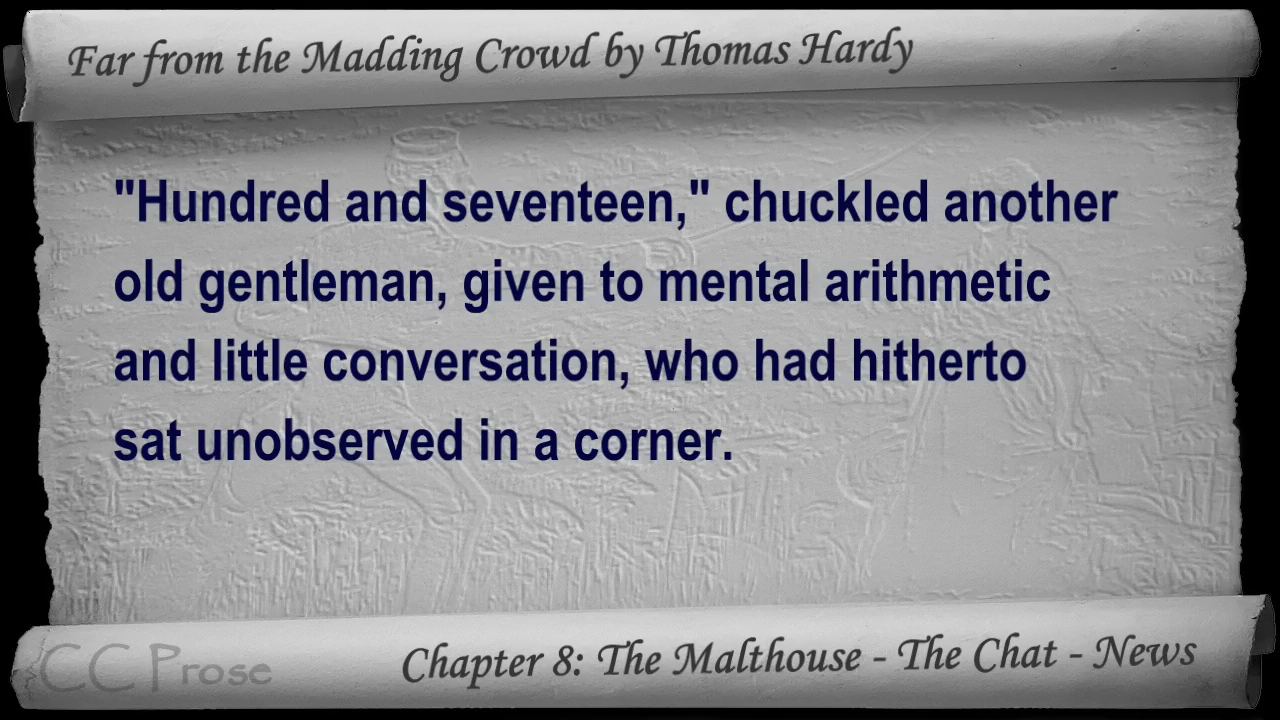 Far from the Madding Crowd by Thomas Hardy
"Hundred and seventeen," chuckled another
old gentleman, given to mental arithmetic
and little conversation, who had hitherto
sat unobserved in a corner.
CC Prose
Chapter 8: The Malthouse - The Chat - News